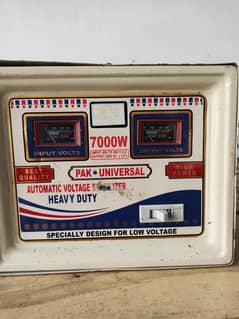 7000W
INPUT VOLTS
OUTPUT VOLTS
BEST QUALITY
PAK • UNIVERSAL
HIGH POWER
AUTOMATIC VOLTAGE
HEAVY DUTY
SPECIALLY DESIGN FOR LOW VOLTAGE